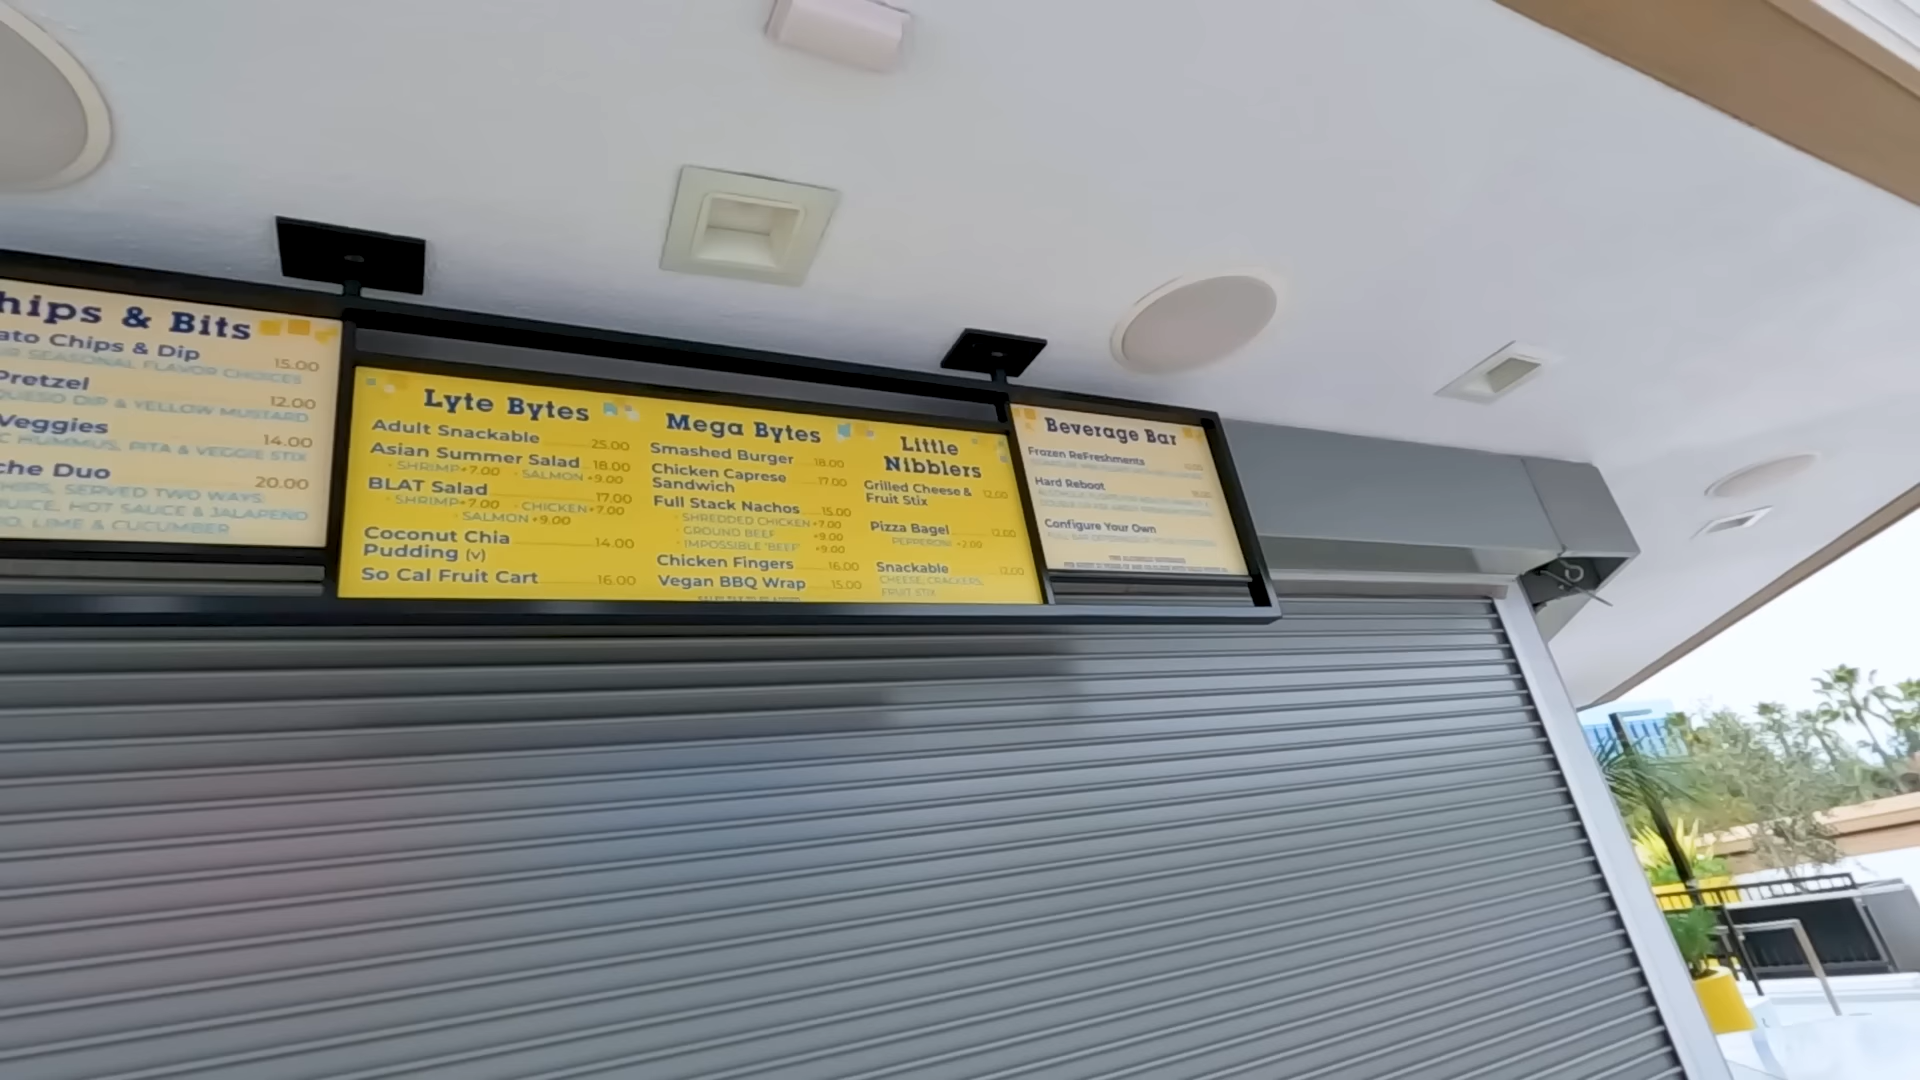 hips & Bits
ato Chips & Dip 15.00
SEASONAL FLAVOR CHOICES
Pretzel 12.00
QUESO DIP & YELLOW MUSTARD
Veggies 14.00
HUMMUS, PITA & VEGGIE STIX
che Duo 20.00
HIPS, SERVED TWO WAYS:
JUICE, HOT SAUCE & JALAPENO
LIME & CUCUMBER
Lyte Bytes
Adult Snackable 25.00
Asian Summer Salad 18.00
· SHRIMP +7.00 · SALMON +9.00
BLAT Salad 17.00
· SHRIMP +7.00 · CHICKEN +7.00
· SALMON +9.00
Coconut Chia
Pudding (v) 14.00
So Cal Fruit Cart 16.00
Mega Bytes
Smashed Burger 18.00
Chicken Caprese 17.00
Sandwich
Full Stack Nachos 15.00
· SHREDDED CHICKEN +7.00
· GROUND BEEF +9.00
· IMPOSSIBLE "BEEF" +9.00
Chicken Fingers 16.00
Vegan BBQ Wrap 15.00
Little
Nibblers
Grilled Cheese & 12.00
Fruit Stix
Pizza Bagel 12.00
PEPPERONI +2.00
Snackable 12.00
CHEESE, CRACKERS,
FRUIT STIX
Beverage Bar
Frozen ReFreshments
Hard Reboot
Configure Your Own